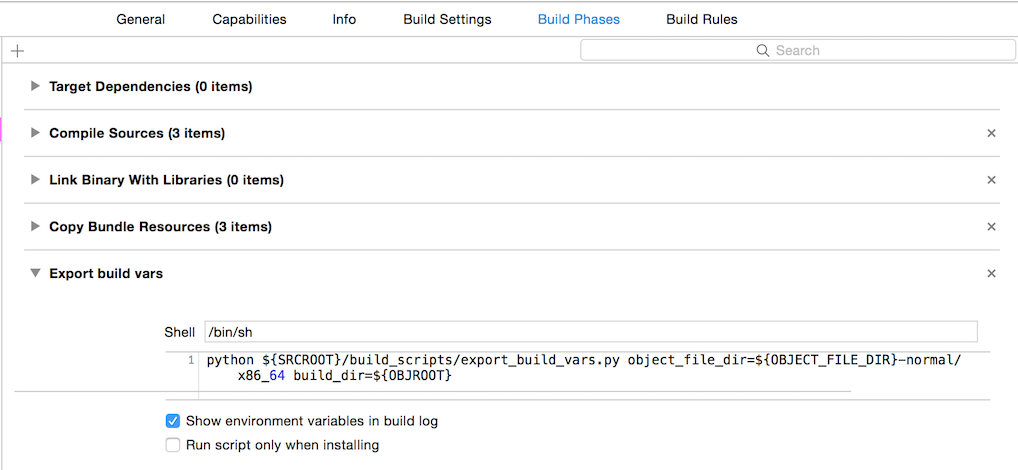 General Capabilities Info Build Settings Build Phases Build Rules
+ Search
Target Dependencies (0 items)
Compile Sources (3 items) ×
Link Binary With Libraries (0 items) ×
Copy Bundle Resources (3 items) ×
Export build vars ×
Shell /bin/sh
1 python ${SRCROOT}/build_scripts/export_build_vars.py object_file_dir=${OBJECT_FILE_DIR}-normal/
x86_64 build_dir=${OBJROOT}
Show environment variables in build log
Run script only when installing